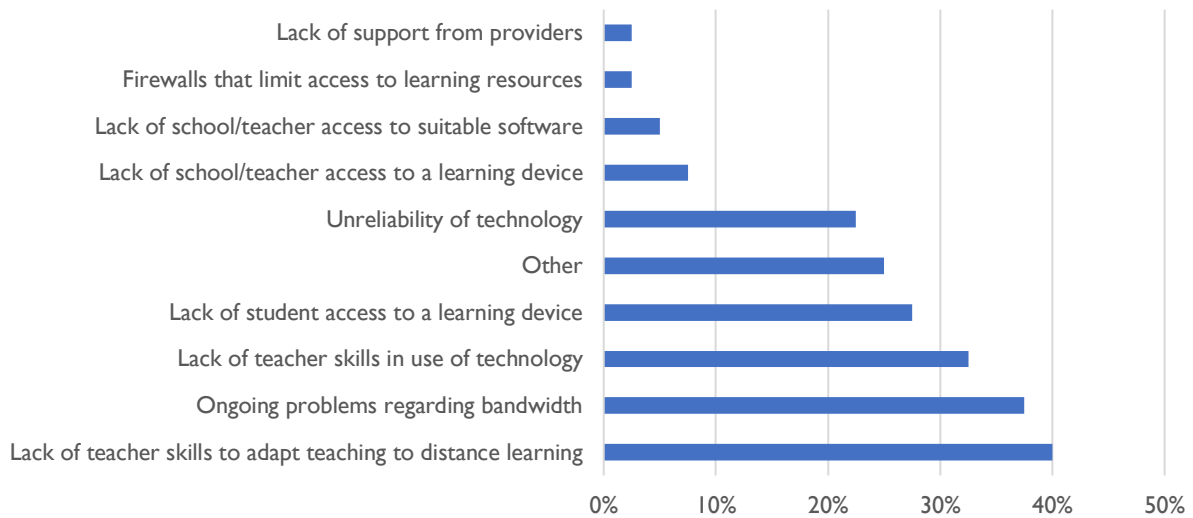 Lack of support from providers
Firewalls that limit access to learning resources
Lack of school/teacher access to suitable software
Lack of school/teacher access to a learning device
Unreliability of technology
Other
Lack of student access to a learning device
Lack of teacher skills in use of technology
Ongoing problems regarding bandwidth
Lack of teacher skills to adapt teaching to distance learning
0% 10% 20% 30% 40% 50%